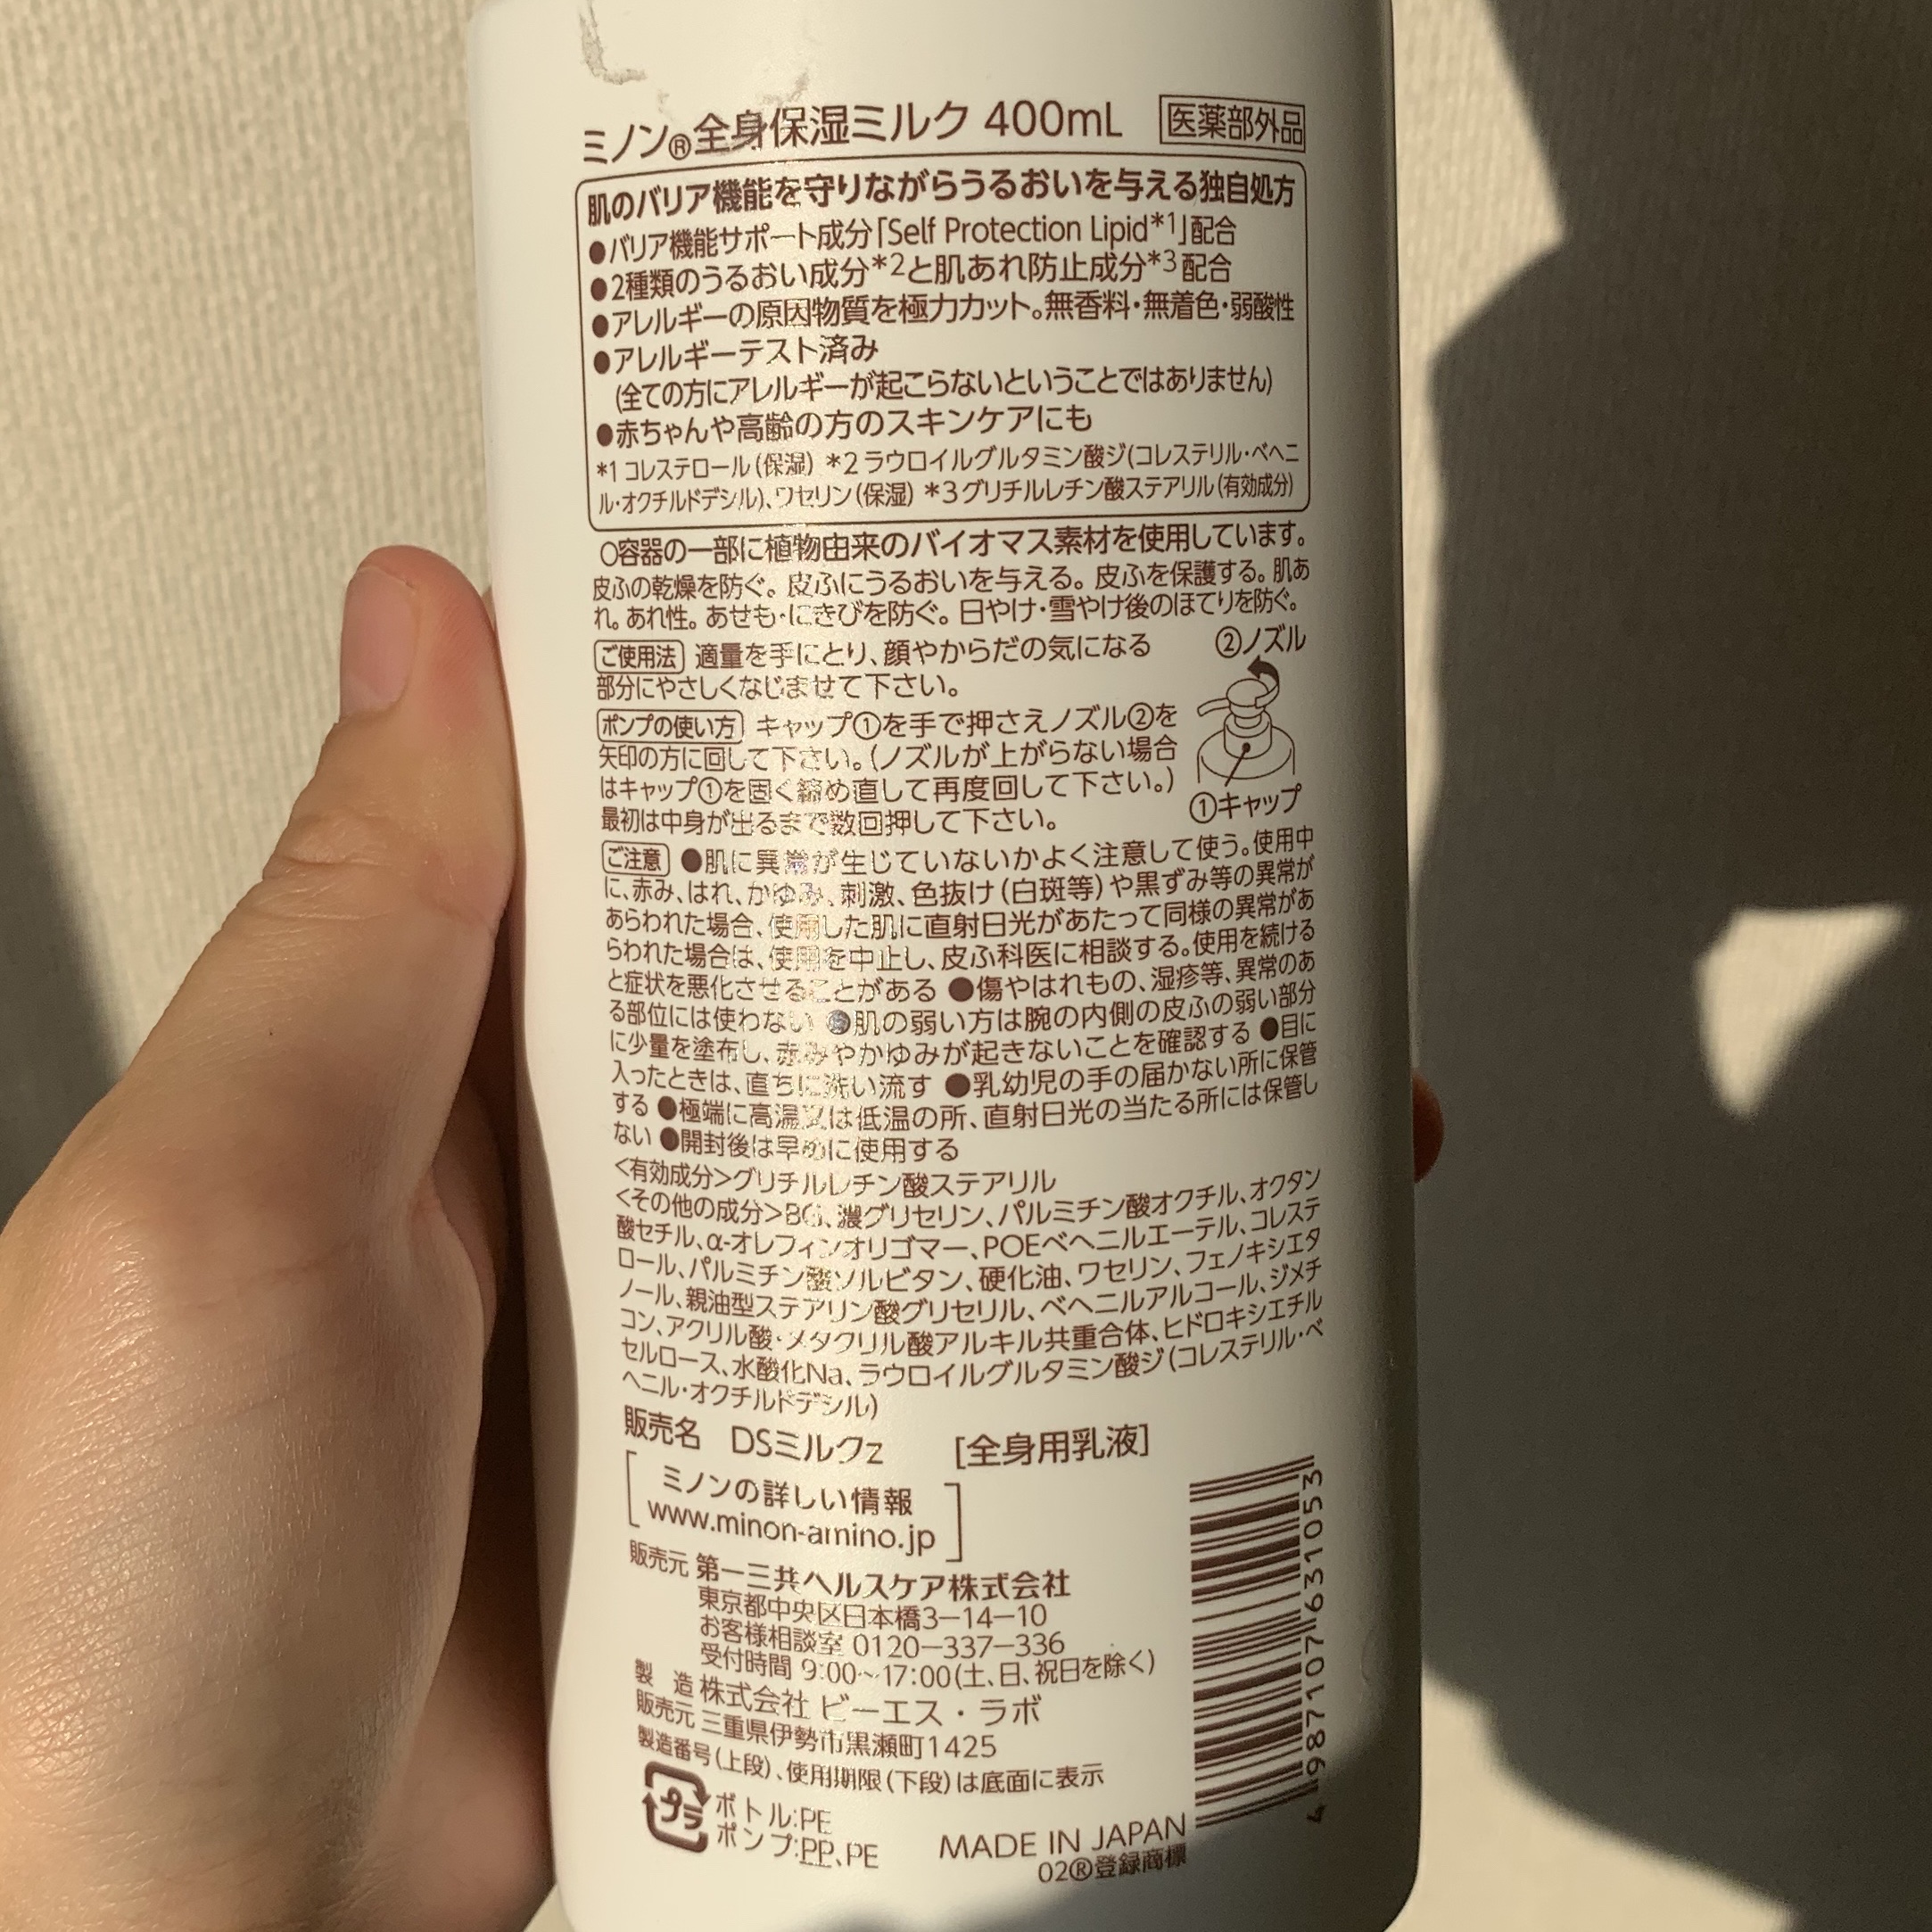 ミノン®全身保湿ミルク 400mL 医薬部外品
肌のバリア機能を守りながらうるおいを与える独自処方
●バリア機能サポート成分「Self Protection Lipid*1」配合
●2種類のうるおい成分*2と肌あれ防止成分*3配合
●アレルギーの原因物質を極力カット。無香料・無着色・弱酸性
●アレルギーテスト済み
(全ての方にアレルギーが起こらないということではありません)
●赤ちゃんや高齢の方のスキンケアにも
*1 コレステロール(保湿) *2 ラウロイルグルタミン酸ジ(コレステリル・ベヘニ
ル・オクチルドデシル)、ワセリン(保湿) *3 グリチルレチン酸ステアリル(有効成分)
○容器の一部に植物由来のバイオマス素材を使用しています。
皮ふの乾燥を防ぐ。皮ふにうるおいを与える。皮ふを保護する。肌あ
れ。あれ性。あせも・にきびを防ぐ。日やけ・雪やけ後のほてりを防ぐ。
ご使用法 適量を手にとり、顔やからだの気になる
部分にやさしくなじませて下さい。
②ノズル
ポンプの使い方 キャップ①を手で押さえノズル②を
矢印の方に回して下さい。(ノズルが上がらない場合
はキャップ①を固く締め直して再度回して下さい。)
最初は中身が出るまで数回押して下さい。
①キャップ
ご注意 ●肌に異常が生じていないかよく注意して使う。使用中
に、赤み、はれ、かゆみ、刺激、色抜け(白斑等)や黒ずみ等の異常が
あらわれた場合、使用した肌に直射日光があたって同様の異常があ
らわれた場合は、使用を中止し、皮ふ科医に相談する。使用を続ける
と症状を悪化させることがある ●傷やはれもの、湿疹等、異常のあ
る部位には使わない ●肌の弱い方は腕の内側の皮ふの弱い部分
に少量を塗布し、赤みやかゆみが起きないことを確認する ●目に
入ったときは、直ちに洗い流す ●乳幼児の手の届かない所に保管
する ●極端に高温又は低温の所、直射日光の当たる所には保管し
ない ●開封後は早めに使用する
<有効成分>グリチルレチン酸ステアリル
<その他の成分>BG、濃グリセリン、パルミチン酸オクチル、オクタン
酸セチル、α-オレフィンオリゴマー、POEベヘニルエーテル、コレステ
ロール、パルミチン酸ソルビタン、硬化油、ワセリン、フェノキシエタ
ノール、親油型ステアリン酸グリセリル、ベヘニルアルコール、ジメチ
コン、アクリル酸・メタクリル酸アルキル共重合体、ヒドロキシエチル
セルロース、水酸化Na、ラウロイルグルタミン酸ジ(コレステリル・ベ
ヘニル・オクチルドデシル)
販売名 DSミルクz [全身用乳液]
ミノンの詳しい情報
www.minon-amino.jp
販売元 第一三共ヘルスケア株式会社
東京都中央区日本橋3-14-10
お客様相談室 0120-337-336
受付時間 9:00~17:00(土、日、祝日を除く)
製 造 株式会社 ビーエス・ラボ
販売元 三重県伊勢市黒瀬町1425
製造番号(上段)、使用期限(下段)は底面に表示
プラ
ボトル:PE
ポンプ:PP、PE
MADE IN JAPAN
02®登録商標
4987107631053